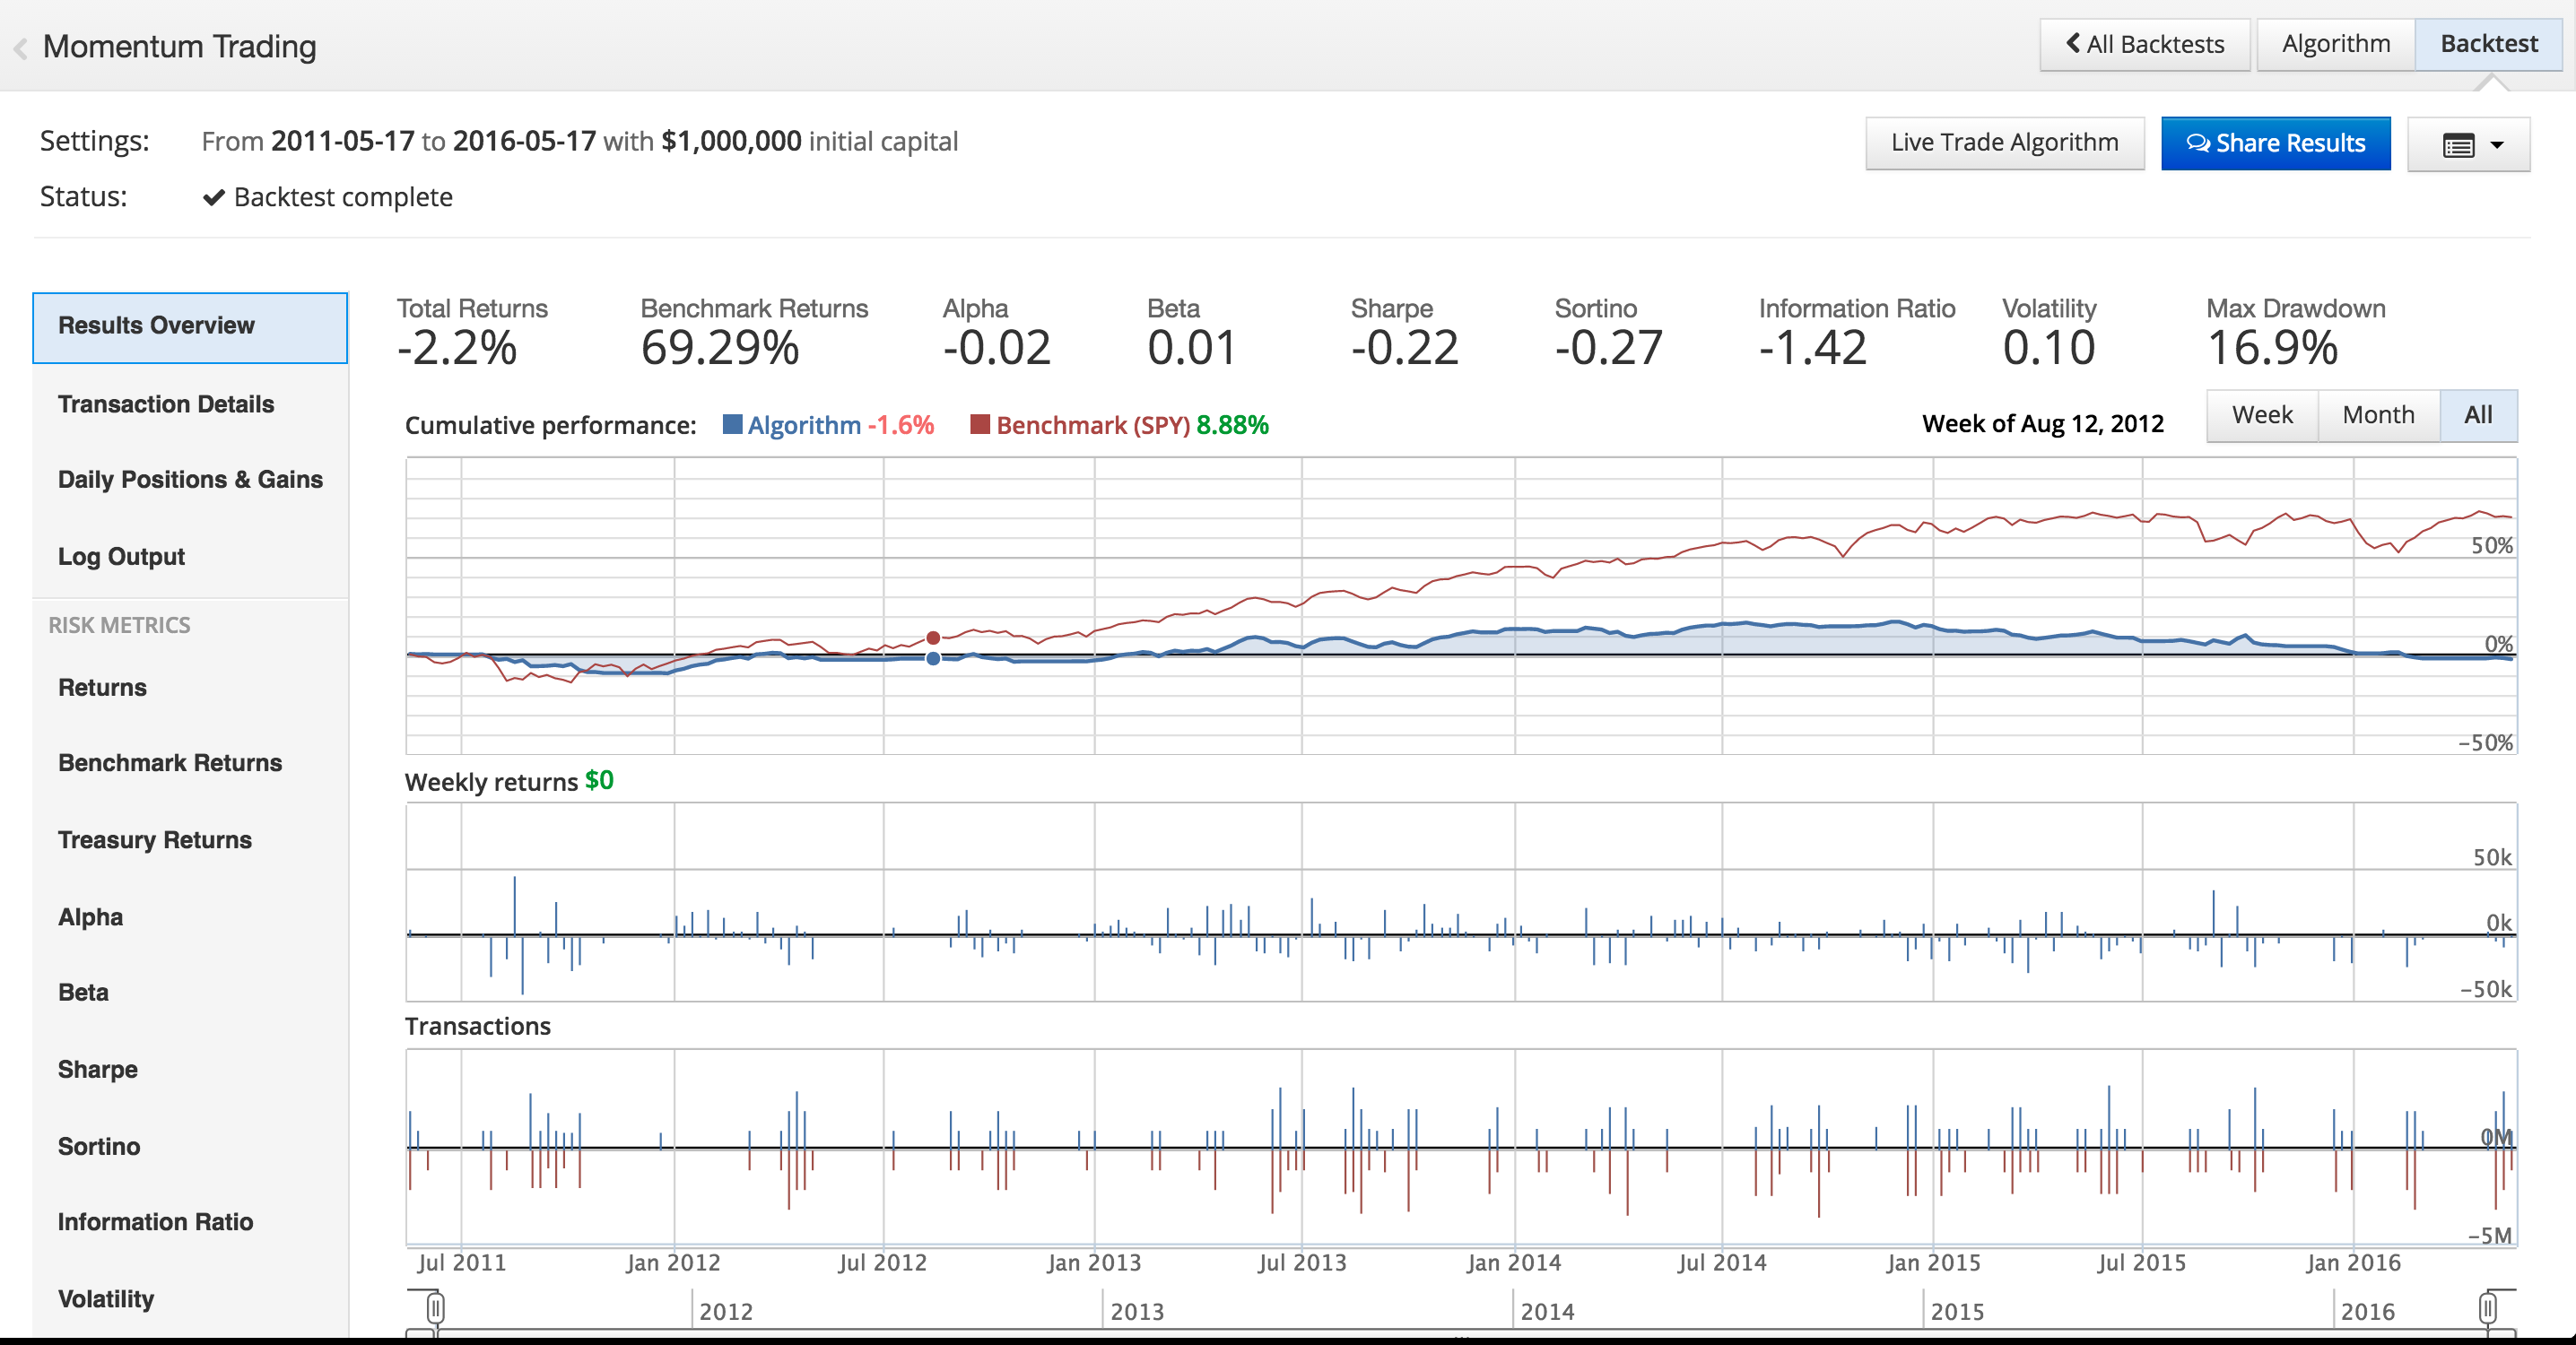 Momentum Trading
All Backtests
Algorithm
Backtest
Settings: From 2011-05-17 to 2016-05-17 with $1,000,000 initial capital
Live Trade Algorithm
Share Results
Status: Backtest complete
Results Overview
Transaction Details
Daily Positions & Gains
Log Output
RISK METRICS
Returns
Benchmark Returns
Treasury Returns
Alpha
Beta
Sharpe
Sortino
Information Ratio
Volatility
Total Returns
-2.2%
Benchmark Returns
69.29%
Alpha
-0.02
Beta
0.01
Sharpe
-0.22
Sortino
-0.27
Information Ratio
-1.42
Volatility
0.10
Max Drawdown
16.9%
Cumulative performance: Algorithm -1.6% Benchmark (SPY) 8.88%
Week of Aug 12, 2012
Week
Month
All
50%
0%
−50%
Weekly returns $0
50k
0k
−50k
Transactions
0M
−5M
Jul 2011 Jan 2012 Jul 2012 Jan 2013 Jul 2013 Jan 2014 Jul 2014 Jan 2015 Jul 2015 Jan 2016
2012 2013 2014 2015 2016